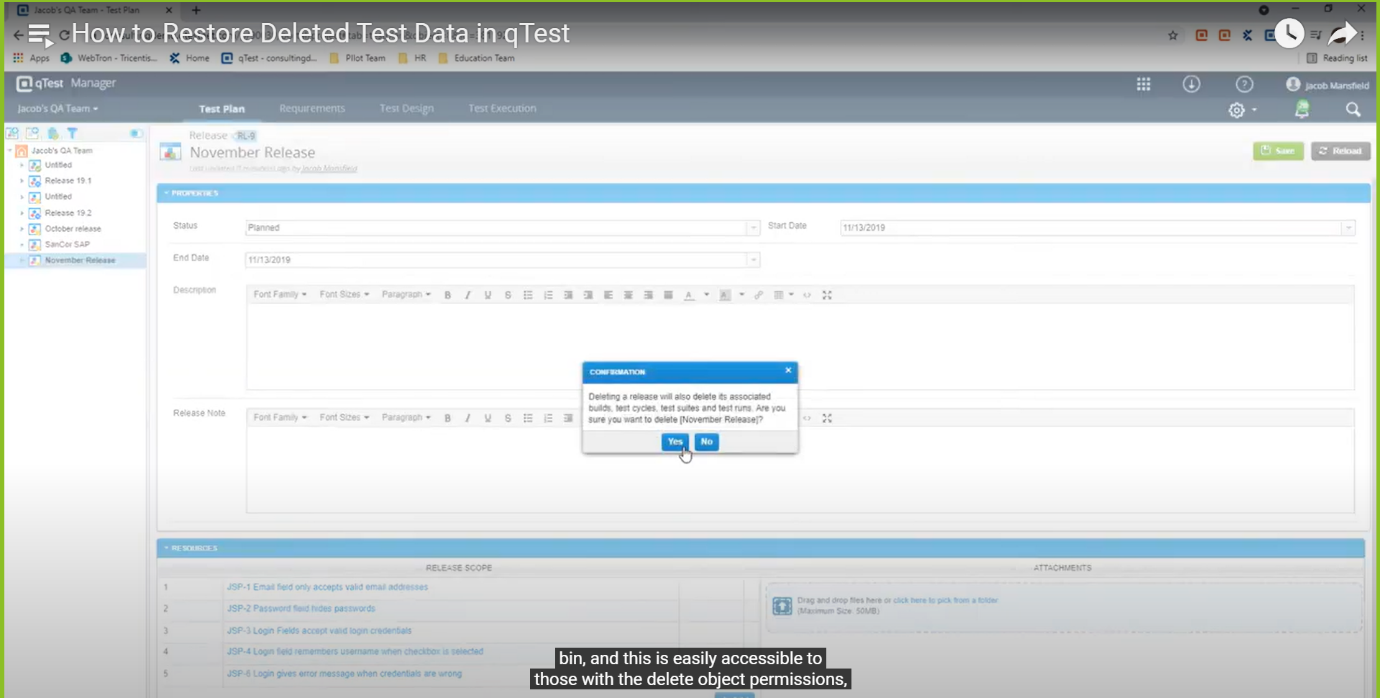 Jacob's QA Team - Test Plan
How to Restore Deleted Test Data in qTest
Apps
WebTron - Tricentis...
Home
qTest - consultingd...
Pilot Team
HR
Education Team
Reading list
qTest Manager
Jacob Mansfield
Jacob's QA Team
Test Plan
Requirements
Test Design
Test Execution
Jacob's QA Team
Untitled
Release 19.1
Untitled
Release 19.2
October release
SanCor SAP
November Release
Release RL-9
November Release
Last updated 2 minutes ago by Jacob Mansfield
Save
Reload
PROPERTIES
Status
Planned
Start Date
11/13/2019
End Date
11/13/2019
Description
Font Family
Font Sizes
Paragraph
CONFIRMATION
Deleting a release will also delete its associated
builds, test cycles, test suites and test runs. Are you
sure you want to delete [November Release]?
Yes
No
Release Note
Font Family
Font Sizes
Paragraph
RESOURCES
RELEASE SCOPE
ATTACHMENTS
1 JSP-1 Email field only accepts valid email addresses
2 JSP-2 Password field hides passwords
3 JSP-3 Login Fields accept valid login credentials
4 JSP-4 Login field remembers username when checkbox is selected
5 JSP-6 Login gives error message when credentials are wrong
Drag and drop files here or click here to pick from a folder
(Maximum Size: 50MB)
bin, and this is easily accessible to
those with the delete object permissions,